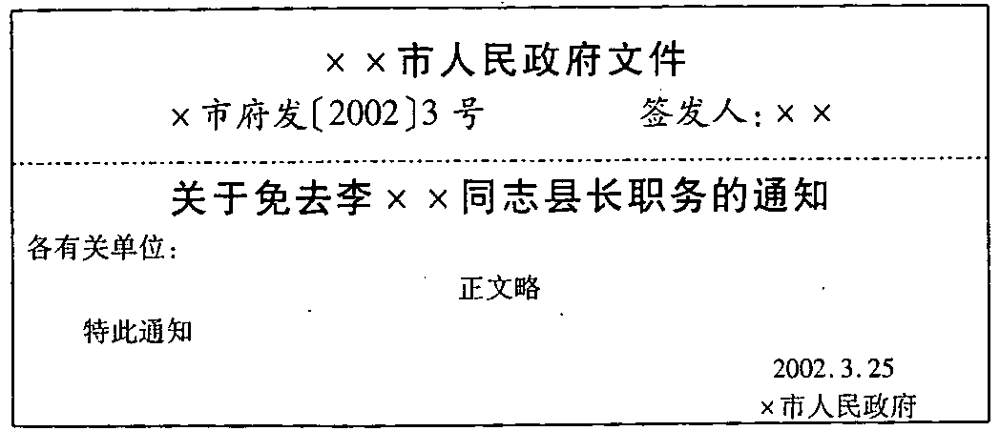 ××市人民政府文件
×市府发〔2002〕3号 签发人：××
关于免去李××同志县长职务的通知
各有关单位：
正文略
特此通知
2002.3.25
×市人民政府